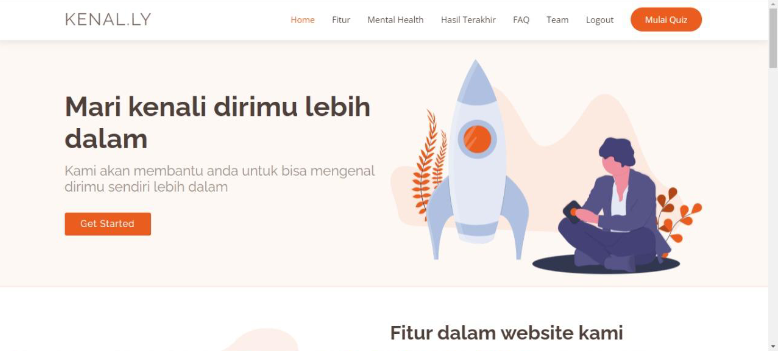 KENAL.LY
Home Fitur Mental Health Hasil Terakhir FAQ Team Logout Mulai Quiz
Mari kenali dirimu lebih
dalam
Kami akan membantu anda untuk bisa mengenal
dirimu sendiri lebih dalam
Get Started
Fitur dalam website kami